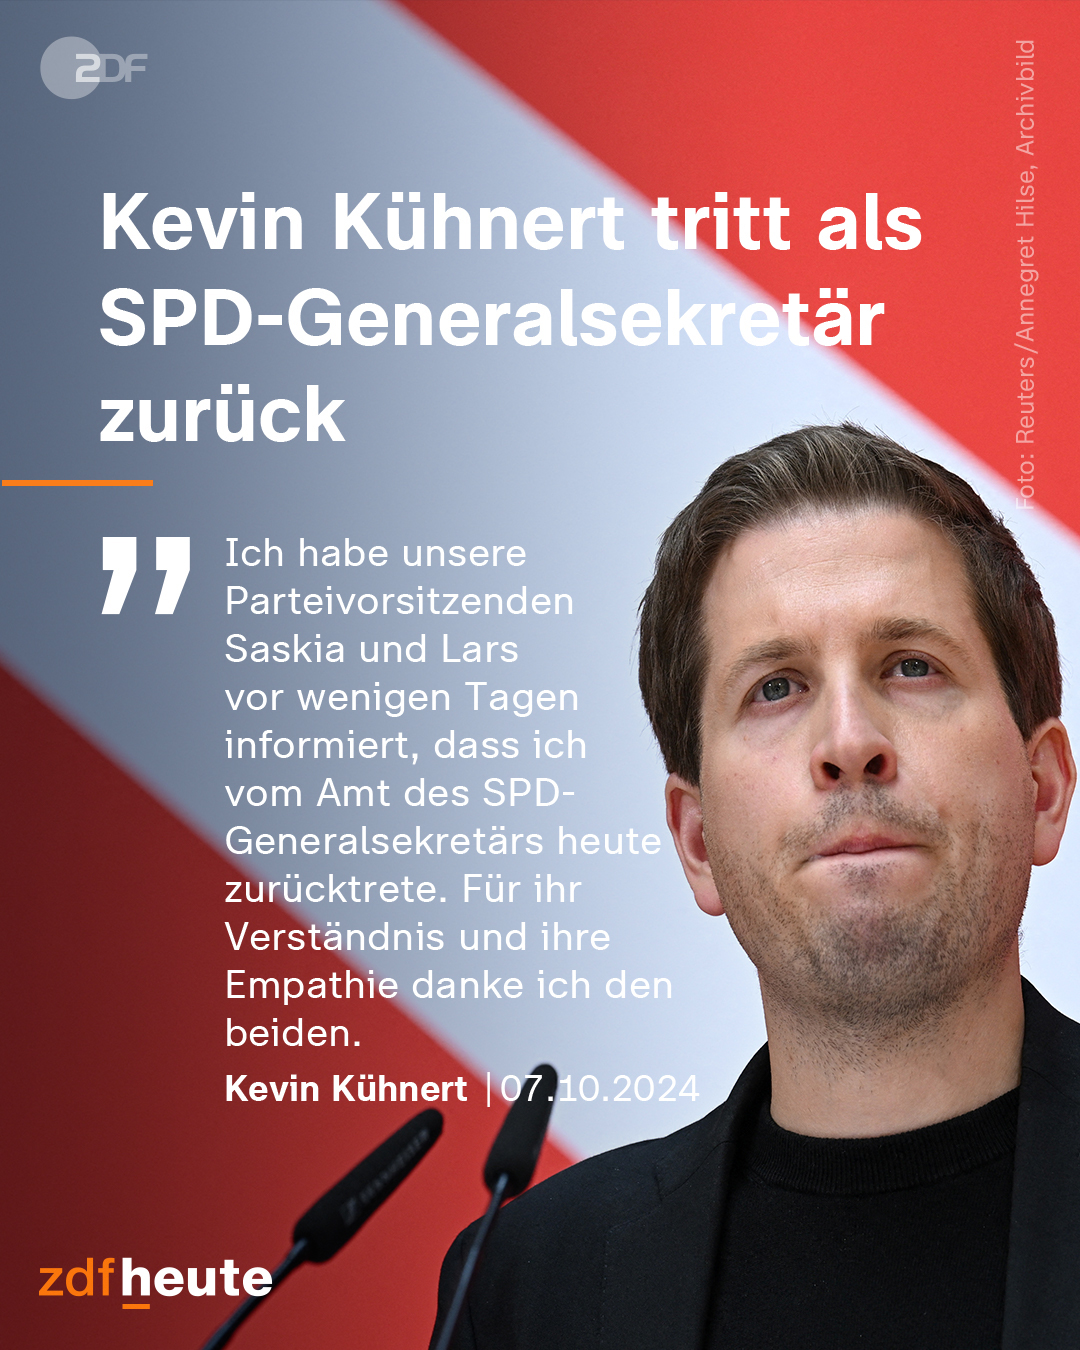 ZDF
Foto: Reuters/Annegret Hilse, Archivbild
Kevin Kühnert tritt als
SPD-Generalsekretär
zurück
”
Ich habe unsere
Parteivorsitzenden
Saskia und Lars
vor wenigen Tagen
informiert, dass ich
vom Amt des SPD-
Generalsekretärs heute
zurücktrete. Für ihr
Verständnis und ihre
Empathie danke ich den
beiden.
Kevin Kühnert | 07.10.2024
SENNHEISER
zdfheute